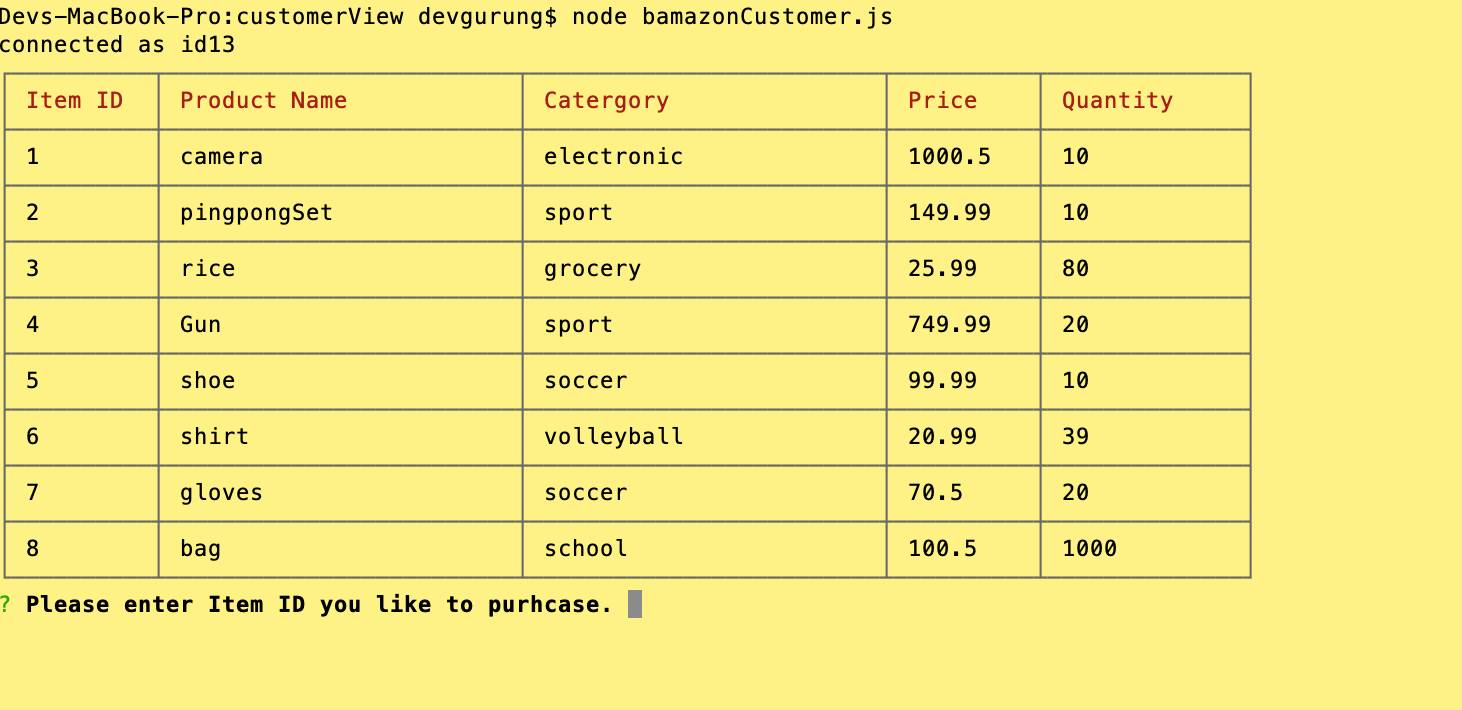 Devs-MacBook-Pro:customerView devgurung$ node bamazonCustomer.js
connected as id13
Item ID Product Name Catergory Price Quantity
1 camera electronic 1000.5 10
2 pingpongSet sport 149.99 10
3 rice grocery 25.99 80
4 Gun sport 749.99 20
5 shoe soccer 99.99 10
6 shirt volleyball 20.99 39
7 gloves soccer 70.5 20
8 bag school 100.5 1000
? Please enter Item ID you like to purhcase.